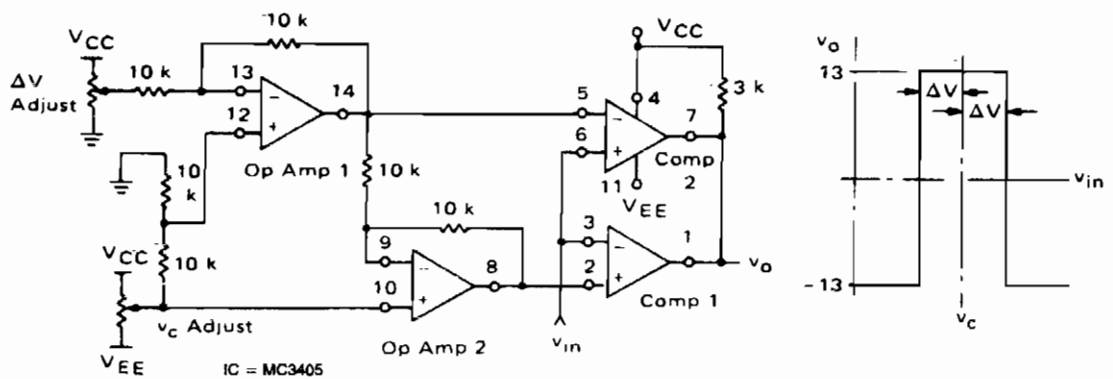 10 k
VCC
ΔV
Adjust
10 k
13
12
14
Op Amp 1
10
k
10 k
VCC
vC Adjust
VEE
10 k
10 k
9
10
8
Op Amp 2
IC = MC3405
VCC
3 k
5
6
4
7
Comp
2
11
VEE
3
2
1
Comp 1
vo
vin
vo
13
ΔV
ΔV
vin
-13
vC